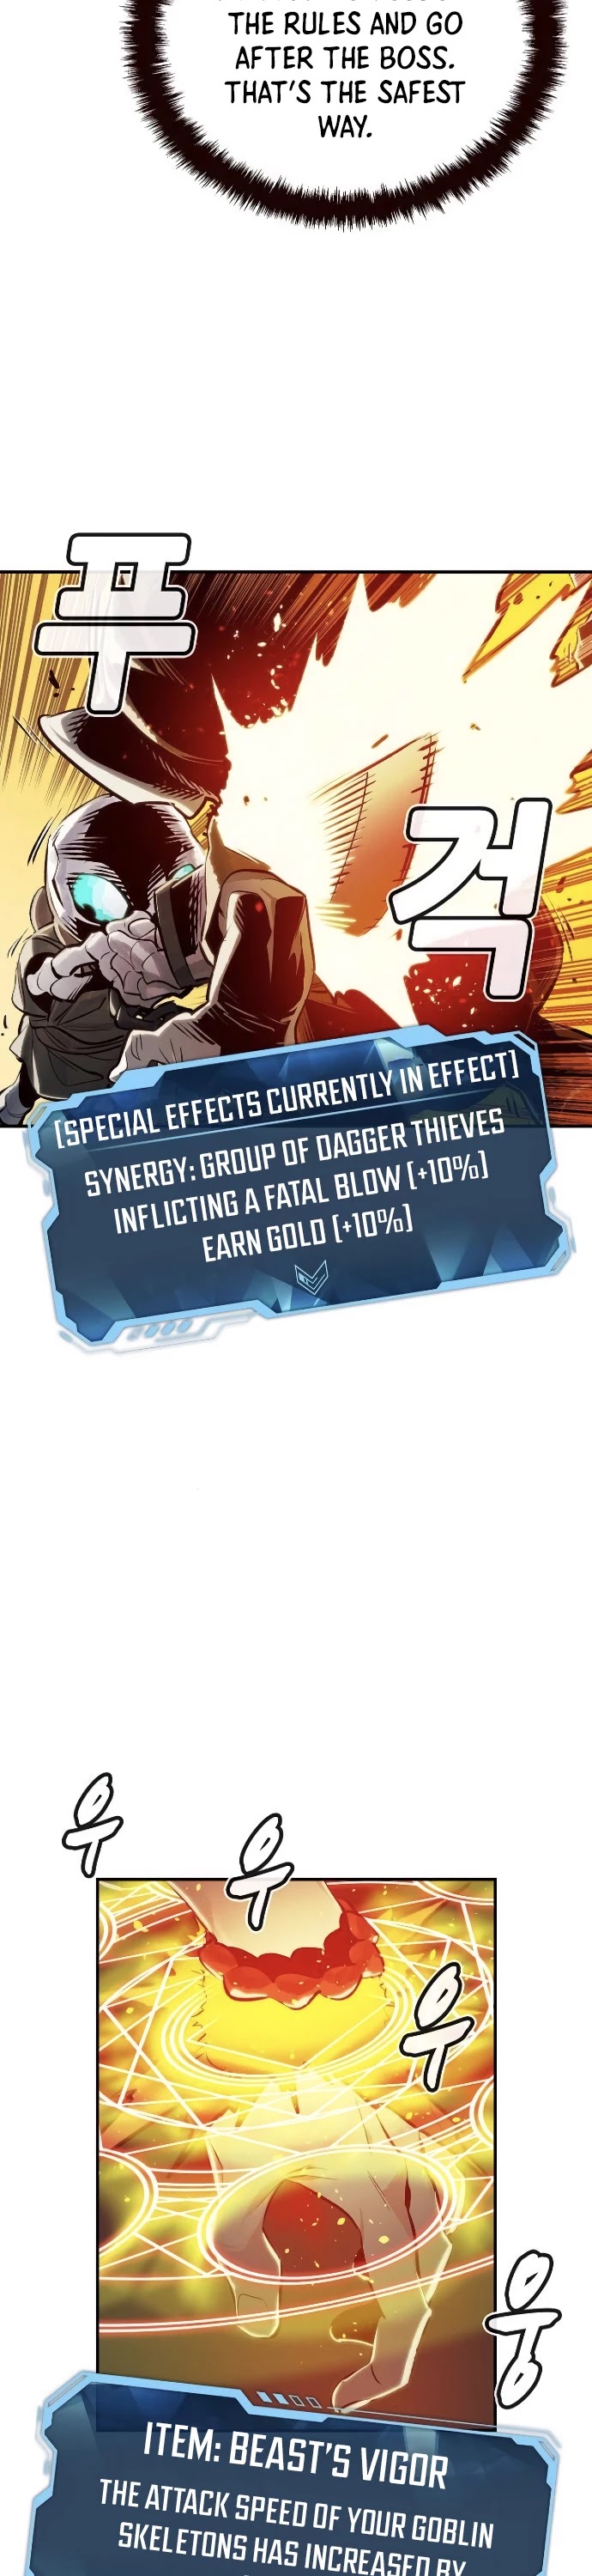 THE RULES AND GO
AFTER THE BOSS.
THAT'S THE SAFEST
WAY.
푸
걱
[SPECIAL EFFECTS CURRENTLY IN EFFECT]
SYNERGY: GROUP OF DAGGER THIEVES
INFLICTING A FATAL BLOW [+10%]
EARN GOLD [+10%]
우
우
우
웅
ITEM: BEAST'S VIGOR
THE ATTACK SPEED OF YOUR GOBLIN
SKELETONS HAS INCREASED BY